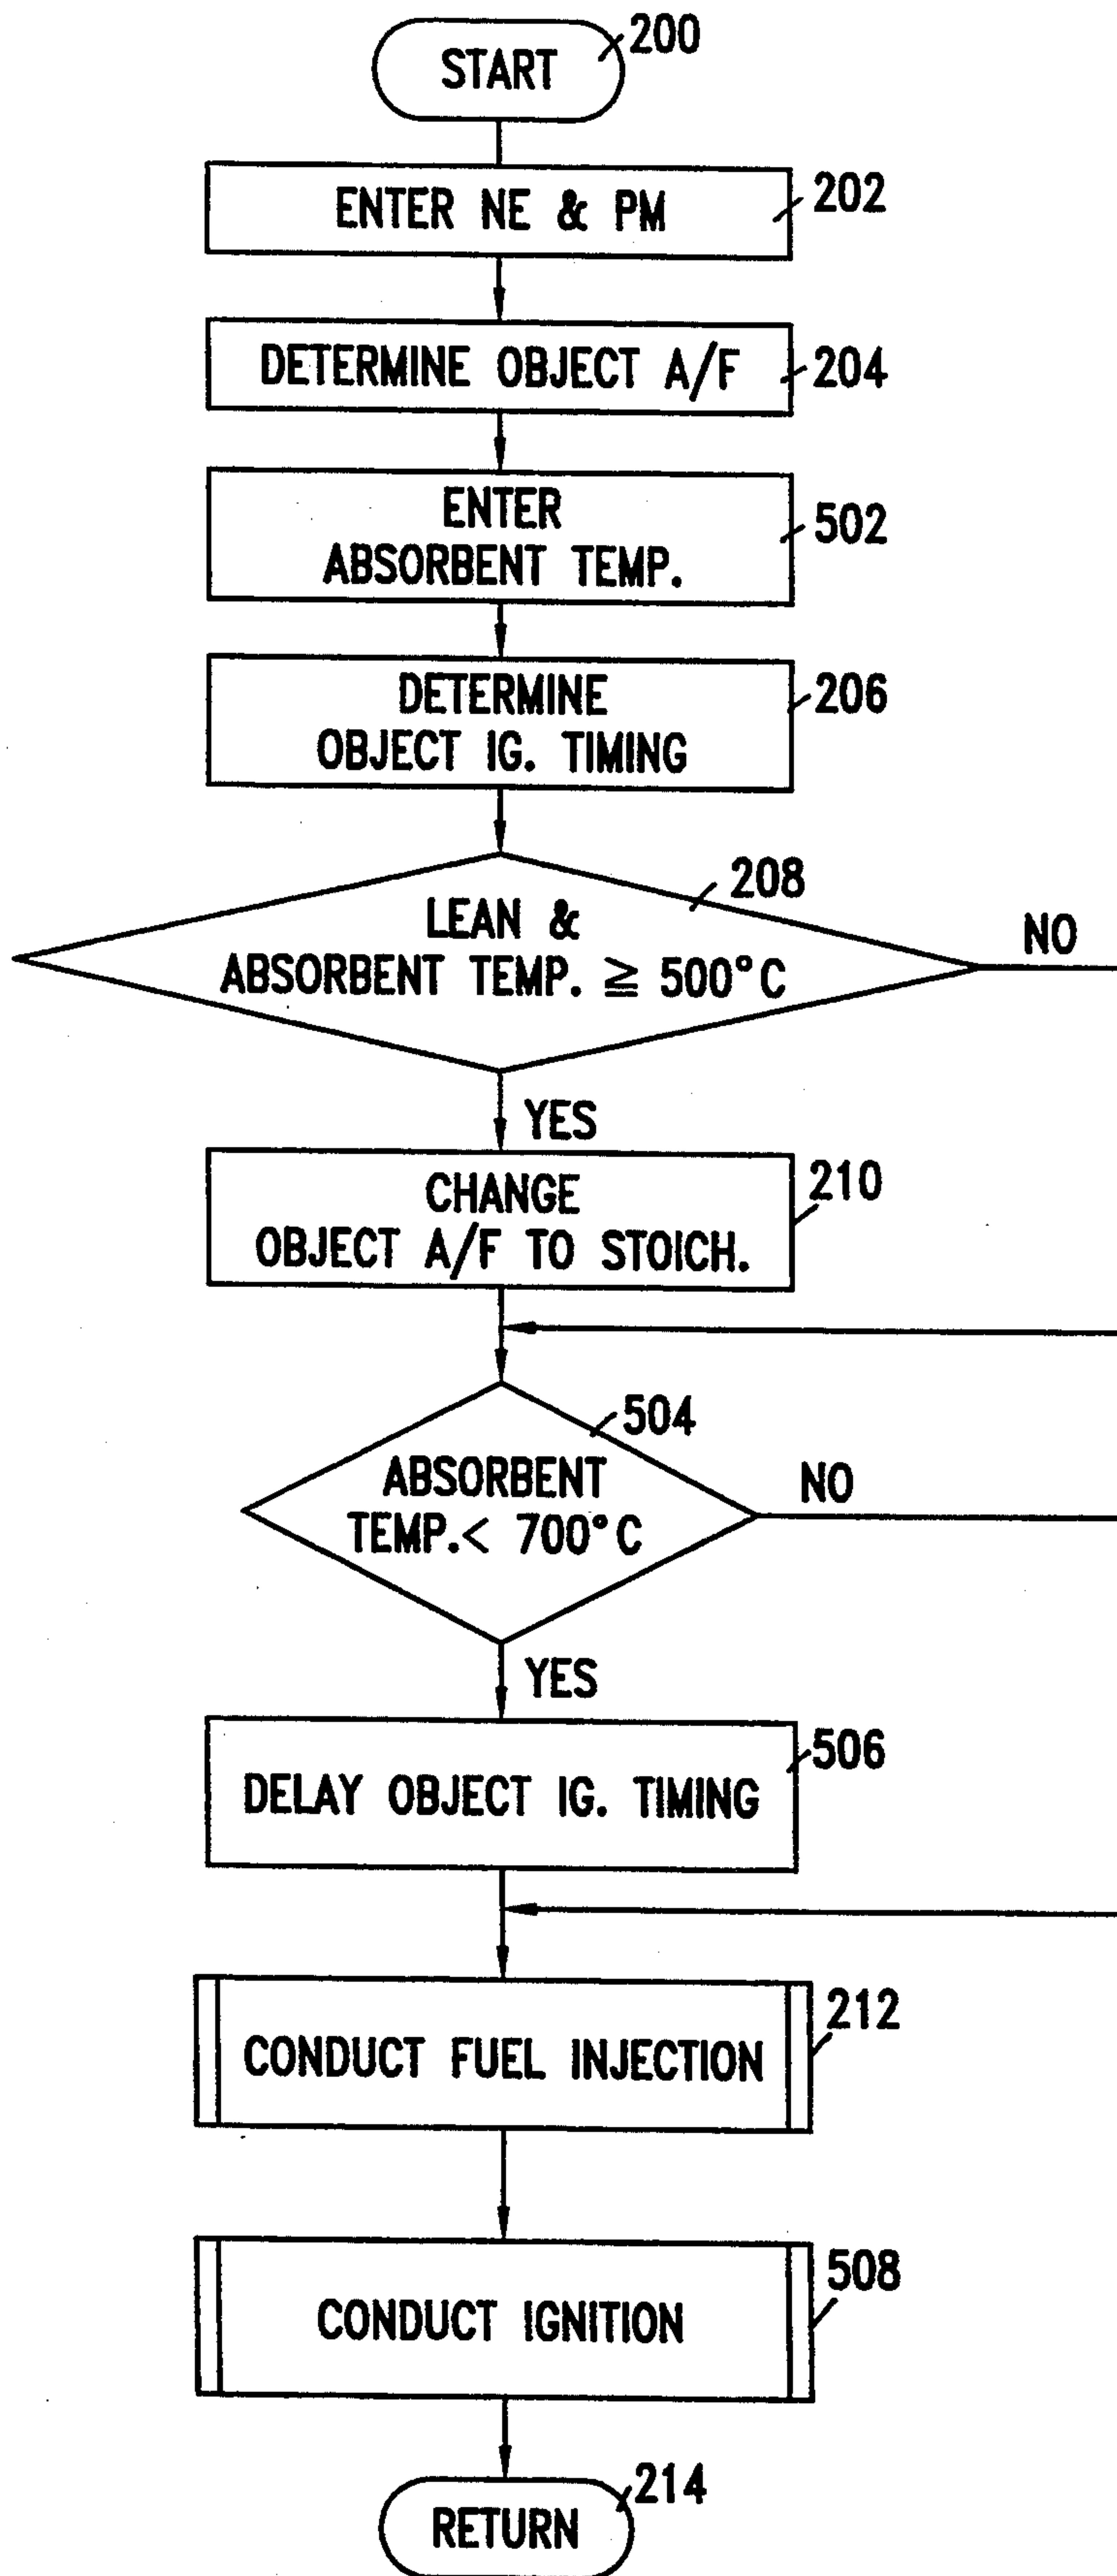 START
200
ENTER NE & PM
202
DETERMINE OBJECT A/F
204
ENTER
ABSORBENT TEMP.
502
DETERMINE
OBJECT IG. TIMING
206
LEAN &
ABSORBENT TEMP. ≧ 500°C
208
NO
YES
CHANGE
OBJECT A/F TO STOICH.
210
ABSORBENT
TEMP.< 700°C
504
NO
YES
DELAY OBJECT IG. TIMING
506
CONDUCT FUEL INJECTION
212
CONDUCT IGNITION
508
RETURN
214